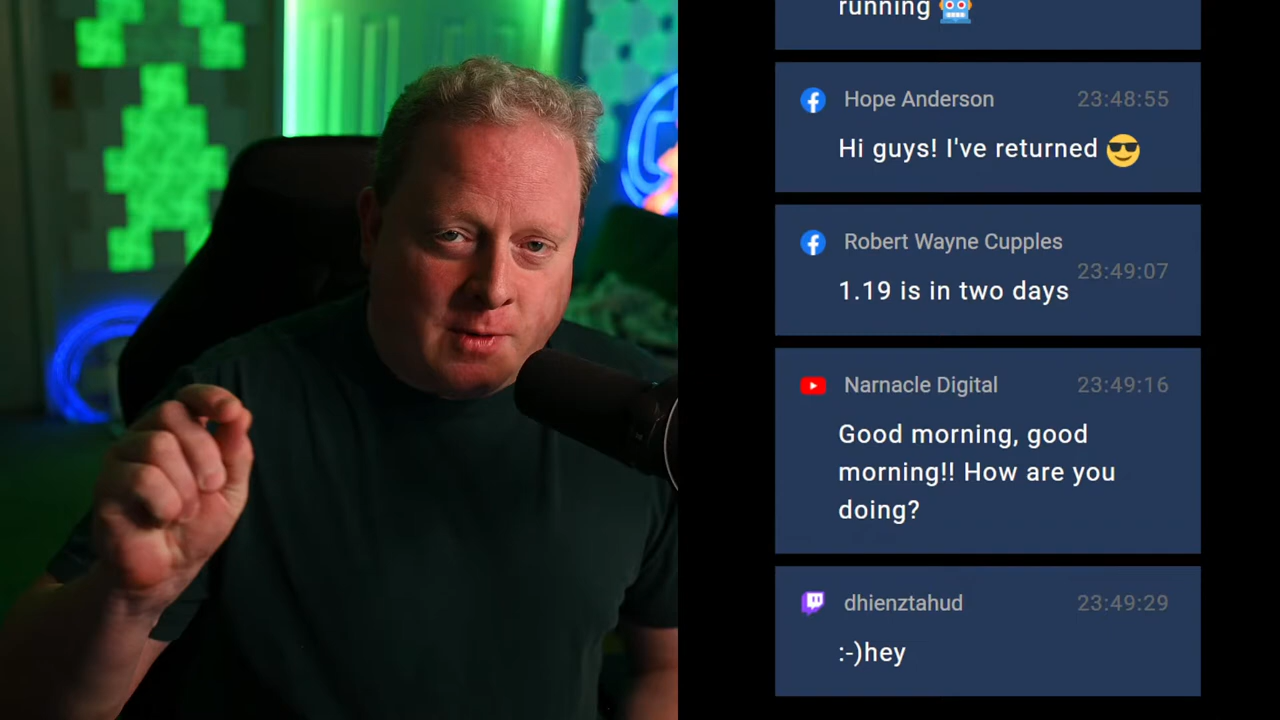 running 🤖
Hope Anderson 23:48:55
Hi guys! I've returned 😎
Robert Wayne Cupples
23:49:07
1.19 is in two days
Narnacle Digital 23:49:16
Good morning, good
morning!! How are you
doing?
dhienztahud 23:49:29
:-)hey